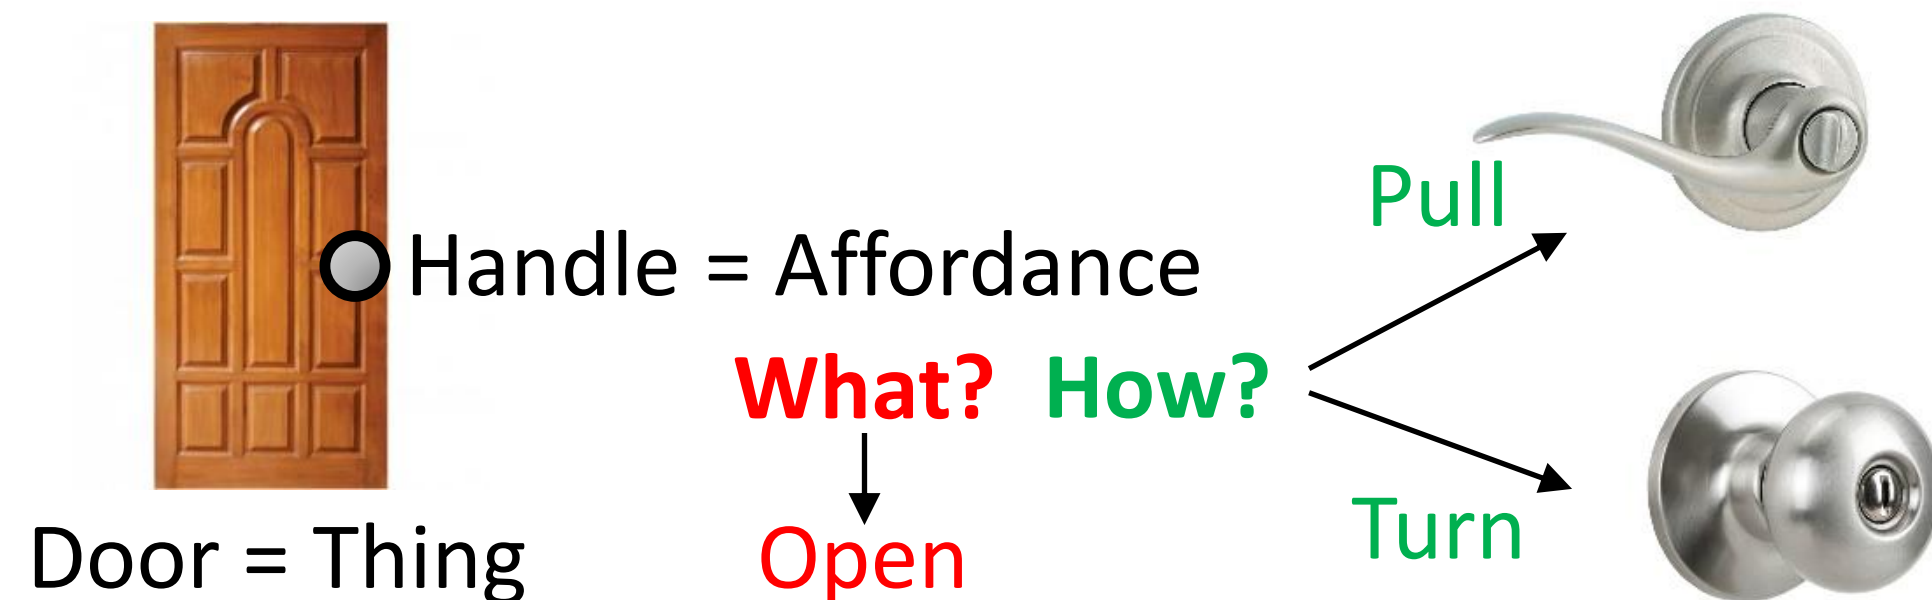 Pull
Handle = Affordance
What? How?
Turn
Door = Thing
Open